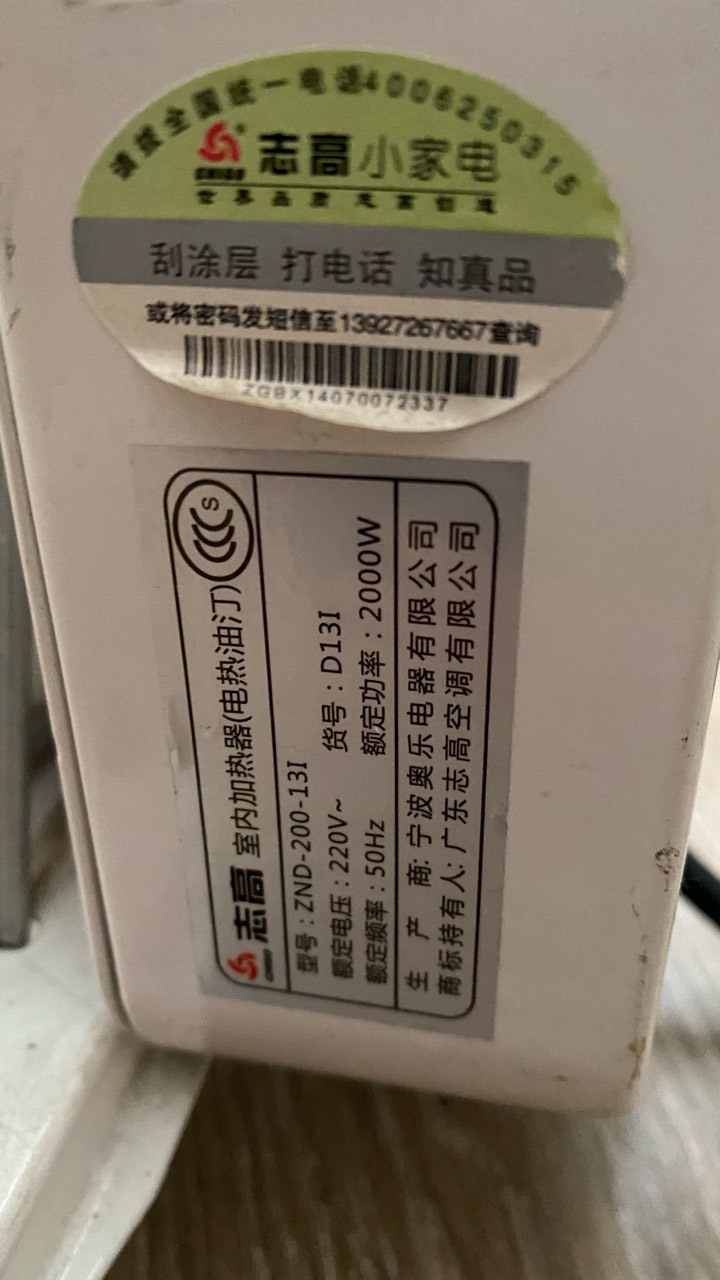 请拨全国统一电话4006250315
CHIGO 志高小家电
世界品质 志高创造
刮涂层 打电话 知真品
或将密码发短信至13927267667查询
ZGBX14070072337
CHIGO 志高 室内加热器(电热油汀) CCC S
型号:ZND-200-13I
额定电压:220V~ 货号:D13I
额定频率:50Hz 额定功率:2000W
生 产 商:宁波奥乐电器有限公司
商标持有人:广东志高空调有限公司